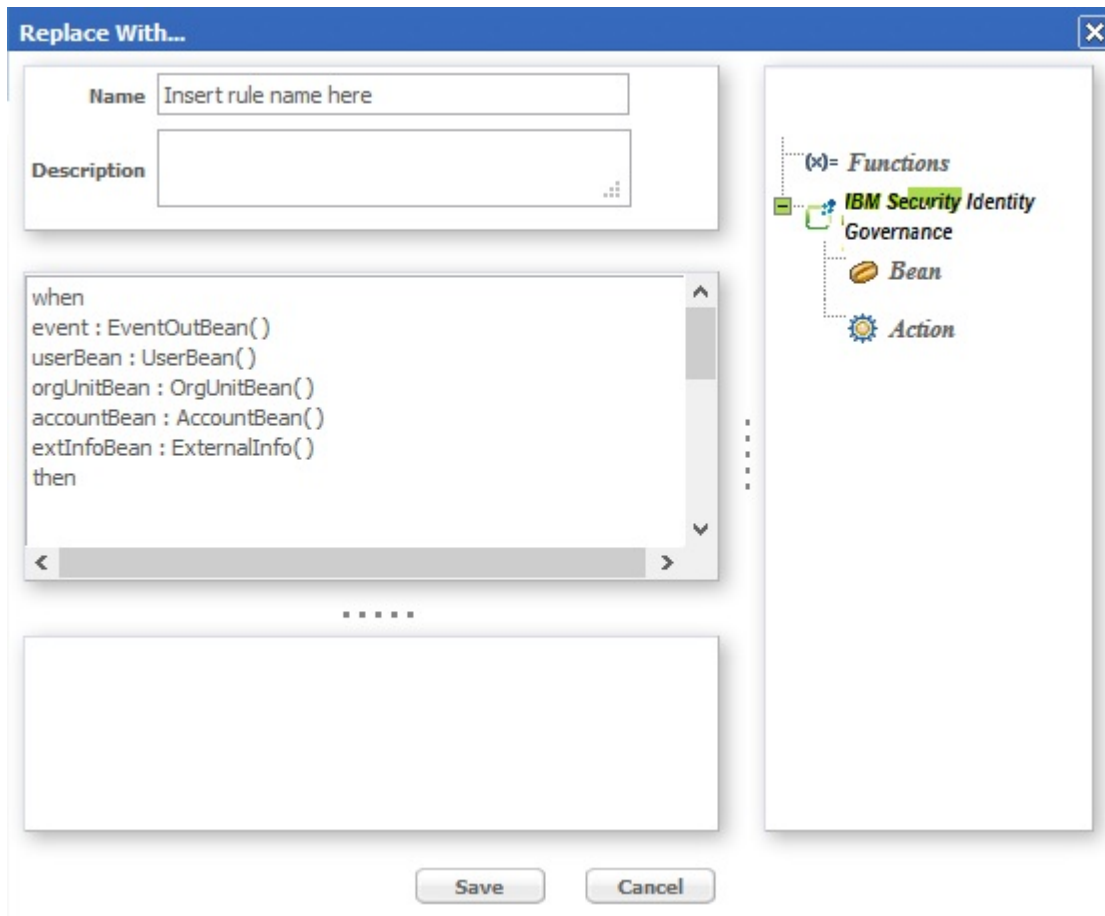 Replace With...
Name
Insert rule name here
Description
when
event : EventOutBean( )
userBean : UserBean( )
orgUnitBean : OrgUnitBean( )
accountBean : AccountBean( )
extInfoBean : ExternalInfo( )
then
Save
Cancel
(x)= Functions
IBM Security Identity
Governance
Bean
Action